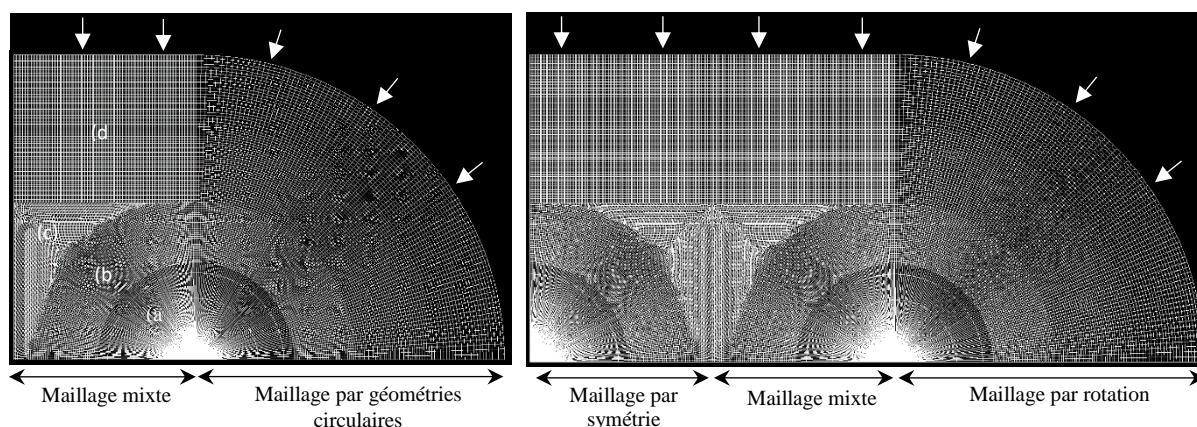 (d
(c)
(b
(a
Maillage mixte
Maillage par géométries
circulaires
Maillage par
symétrie
Maillage mixte
Maillage par rotation